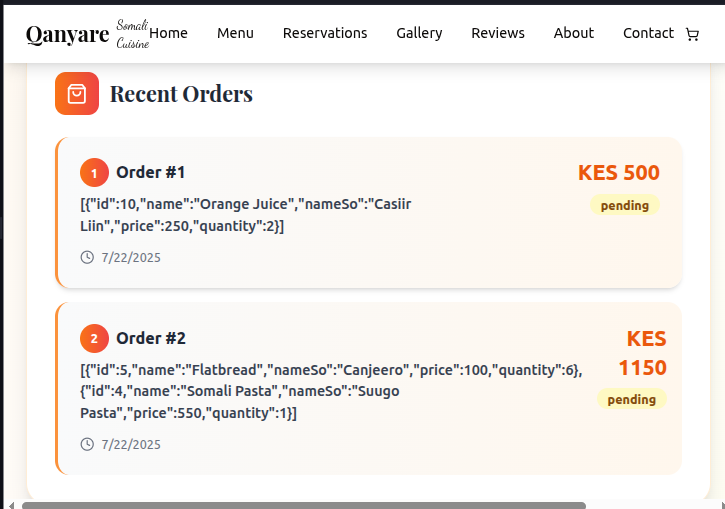 Qanyare Somali Cuisine Home Menu Reservations Gallery Reviews About Contact
Recent Orders
1 Order #1 KES 500
pending
[{"id":10,"name":"Orange Juice","nameSo":"Casiir
Liin","price":250,"quantity":2}]
7/22/2025
2 Order #2 KES
1150
pending
[{"id":5,"name":"Flatbread","nameSo":"Canjeero","price":100,"quantity":6},
{"id":4,"name":"Somali Pasta","nameSo":"Suugo
Pasta","price":550,"quantity":1}]
7/22/2025